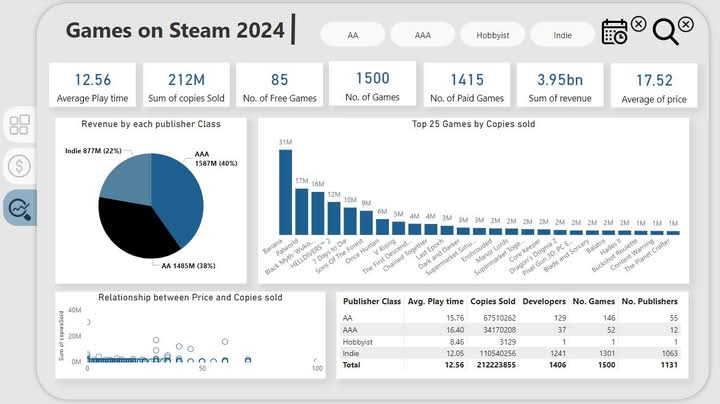 Games on Steam 2024
AA
AAA
Hobbyist
Indie
12.56
Average Play time
212M
Sum of copies Sold
85
No. of Free Games
1500
No. of Games
1415
No. of Paid Games
3.95bn
Sum of revenue
17.52
Average of price
Revenue by each publisher Class
Indie 877M (22%)
AAA
1587M (40%)
AA 1485M (38%)
Top 25 Games by Copies sold
31M 17M 16M 12M 10M 9M 6M 5M 4M 4M 3M 3M 3M 2M 2M 2M 2M 2M 2M 2M 2M 2M 1M 1M 1M
Banana
Palworld
Black Myth: Wuko...
HELLDIVERS™ 2
7 Days to Die
Sons Of The Forest
Once Human
V Rising
The First Descend...
Chained Together
Last Epoch
Dark and Darker
Supermarket Simu...
Enshrouded
Manor Lords
Supermarket Toge...
Core Keeper
Dragon's Dogma 2
Pixel Gun 3D: PC E...
Blade and Sorcery
Balatro
Hades II
Buckshot Roulette
Content Warning
The Planet Crafter
Relationship between Price and Copies sold
Sum of copiesSold
40M
20M
0M
0 50 100
Publisher Class Avg. Play time Copies Sold Developers No. Games No. Publishers
AA 15.76 67510262 129 146 55
AAA 16.40 34170208 37 52 12
Hobbyist 8.46 3129 1 1 1
Indie 12.05 110540256 1241 1301 1063
Total 12.56 212223855 1406 1500 1131